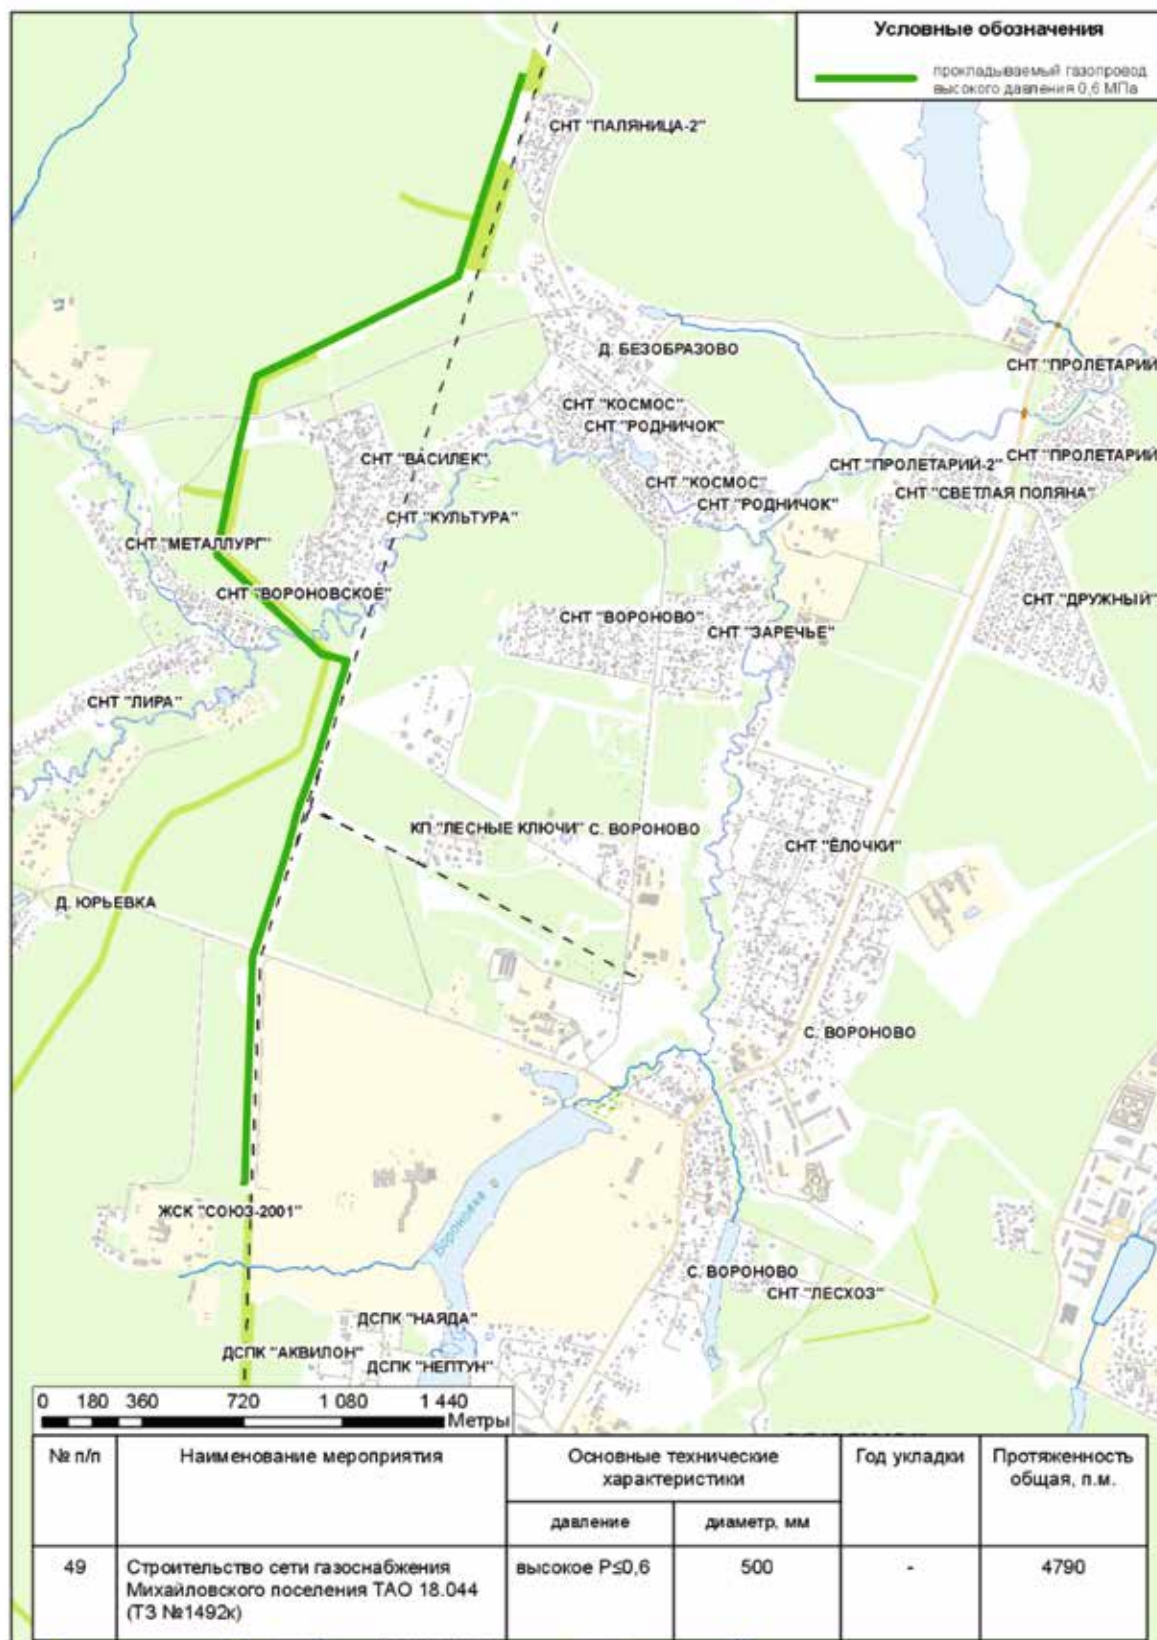 Условные обозначения
прокладываемый газопровод
высокого давления 0,6 МПа
СНТ "ПАЛЯНИЦА-2"
Д. БЕЗОБРАЗОВО
СНТ "ПРОЛЕТАРИЙ
СНТ "КОСМОС"
СНТ "РОДНИЧОК"
СНТ "ВАСИЛЕК"
СНТ "ПРОЛЕТАРИЙ-2"
СНТ "ПРОЛЕТАРИЙ
СНТ "КОСМОС"
СНТ "СВЕТЛАЯ ПОЛЯНА"
СНТ "РОДНИЧОК"
СНТ "КУЛЬТУРА"
СНТ "МЕТАЛЛУРГ"
СНТ "ВОРОНОВСКОЕ"
СНТ "ДРУЖНЫЙ"
СНТ "ВОРОНОВО"
СНТ "ЗАРЕЧЬЕ"
СНТ "ЛИРА"
КП "ЛЕСНЫЕ КЛЮЧИ"
С. ВОРОНОВО
СНТ "ЁЛОЧКИ"
Д. ЮРЬЕВКА
С. ВОРОНОВО
ЖСК "СОЮЗ-2001"
Вороновка
С. ВОРОНОВО
СНТ "ЛЕСХОЗ"
ДСПК "НАЯДА"
ДСПК "АКВИЛОН"
ДСПК "НЕПТУН"
0 180 360 720 1 080 1 440
Метры
№ п/п
Наименование мероприятия
Основные технические
характеристики
Год укладки
Протяженность
общая, п.м.
давление
диаметр, мм
49
Строительство сети газоснабжения
Михайловского поселения ТАО 18.044
(ТЗ №1492к)
высокое P≤0,6
500
-
4790